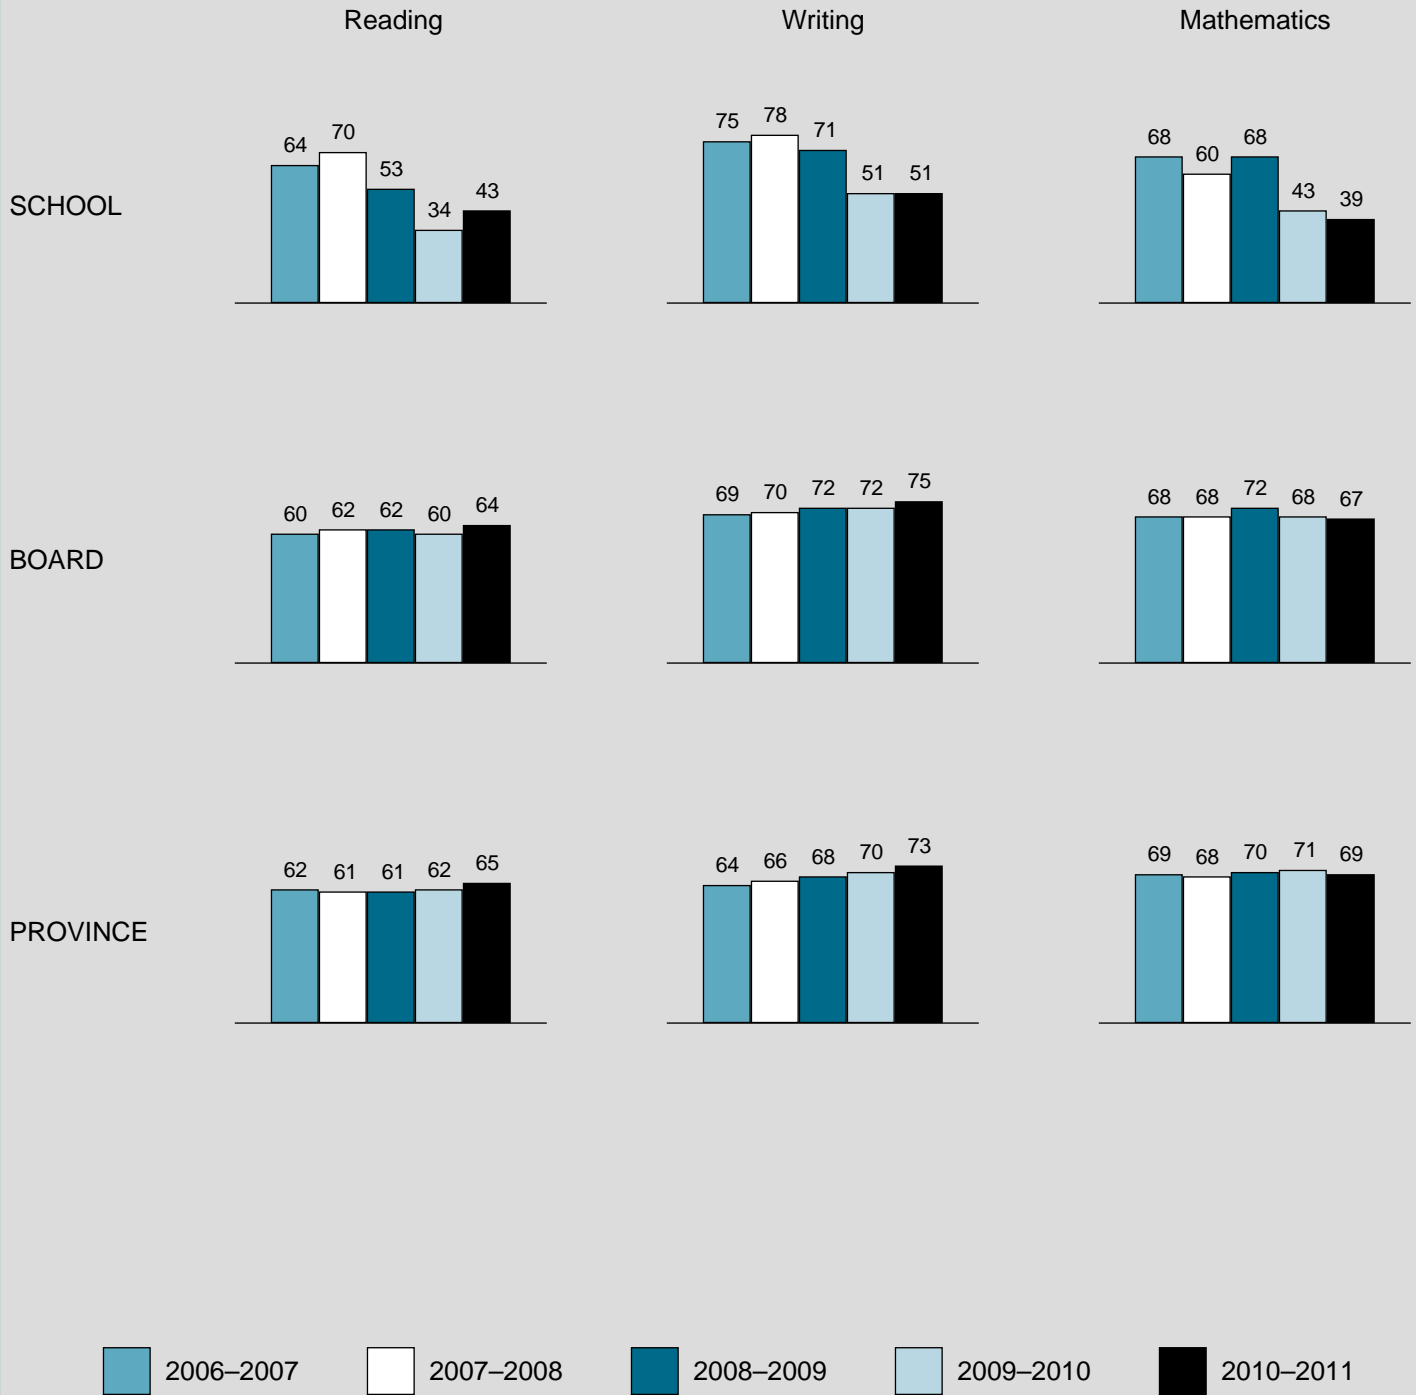 Reading Writing Mathematics
SCHOOL
64 70 53 34 43
75 78 71 51 51
68 60 68 43 39
BOARD
60 62 62 60 64
69 70 72 72 75
68 68 72 68 67
PROVINCE
62 61 61 62 65
64 66 68 70 73
69 68 70 71 69
2006–2007 2007–2008 2008–2009 2009–2010 2010–2011